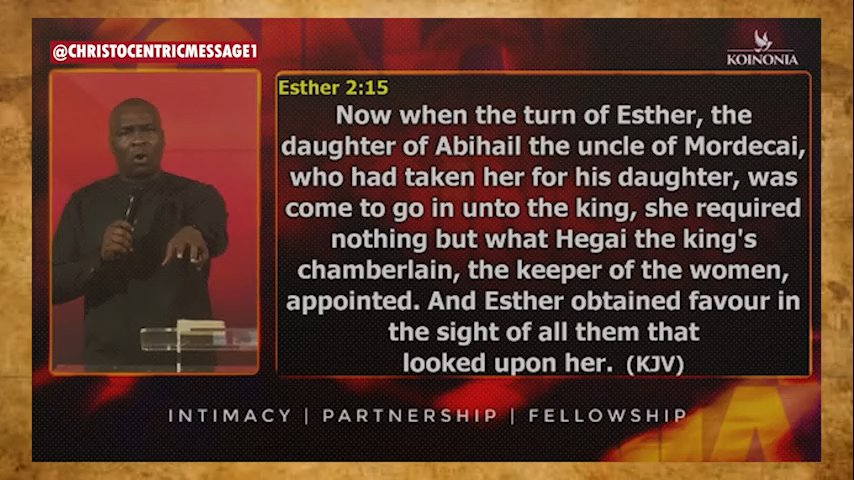 @CHRISTOCENTRICMESSAGE1
KOINONIA
Esther 2:15
Now when the turn of Esther, the
daughter of Abihail the uncle of Mordecai,
who had taken her for his daughter, was
come to go in unto the king, she required
nothing but what Hegai the king's
chamberlain, the keeper of the women,
appointed. And Esther obtained favour in
the sight of all them that
looked upon her. (KJV)
INTIMACY | PARTNERSHIP | FELLOWSHIP